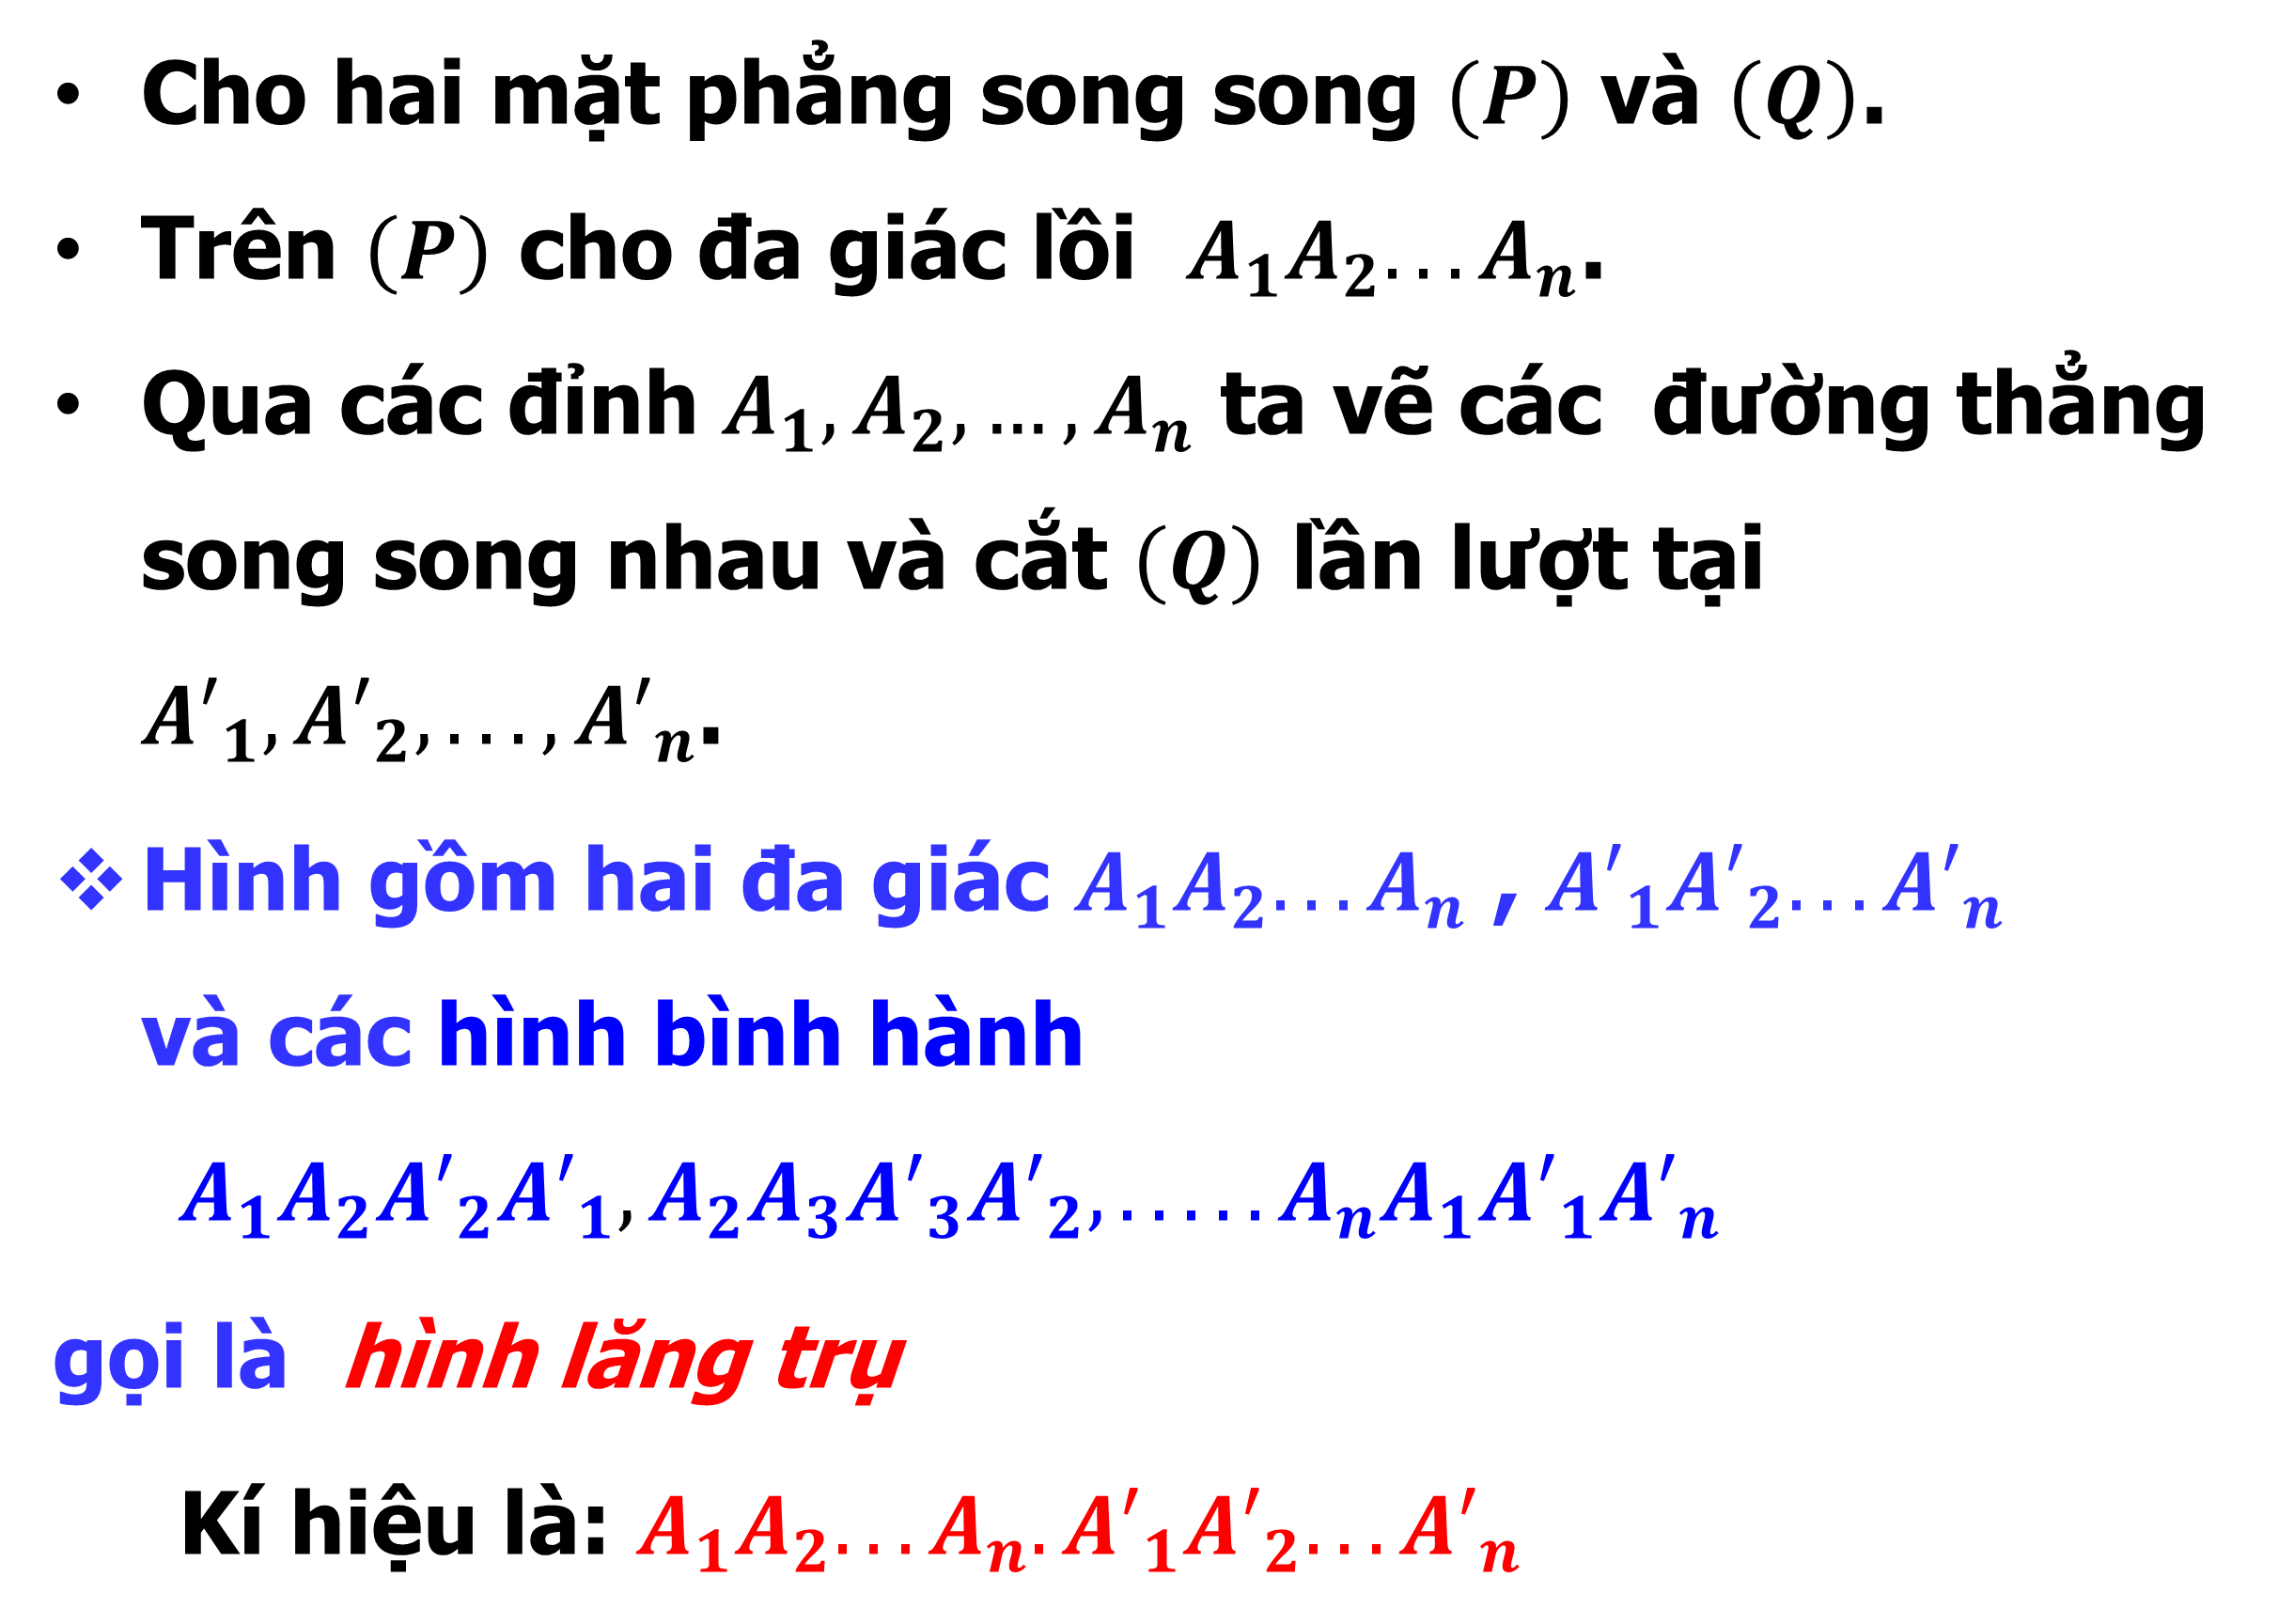 • Cho hai mặt phẳng song song (P) và (Q).
• Trên (P) cho đa giác lồi A₁A₂...Aₙ.
• Qua các đỉnh A₁, A₂, ..., Aₙ ta vẽ các đường thẳng
song song nhau và cắt (Q) lần lượt tại
A′₁, A′₂, ..., A′ₙ.
❖ Hình gồm hai đa giác A₁A₂...Aₙ , A′₁A′₂...A′ₙ
và các hình bình hành
A₁A₂A′₂A′₁, A₂A₃A′₃A′₂, ......AₙA₁A′₁A′ₙ
gọi là hình lăng trụ
Kí hiệu là: A₁A₂...Aₙ.A′₁A′₂...A′ₙ